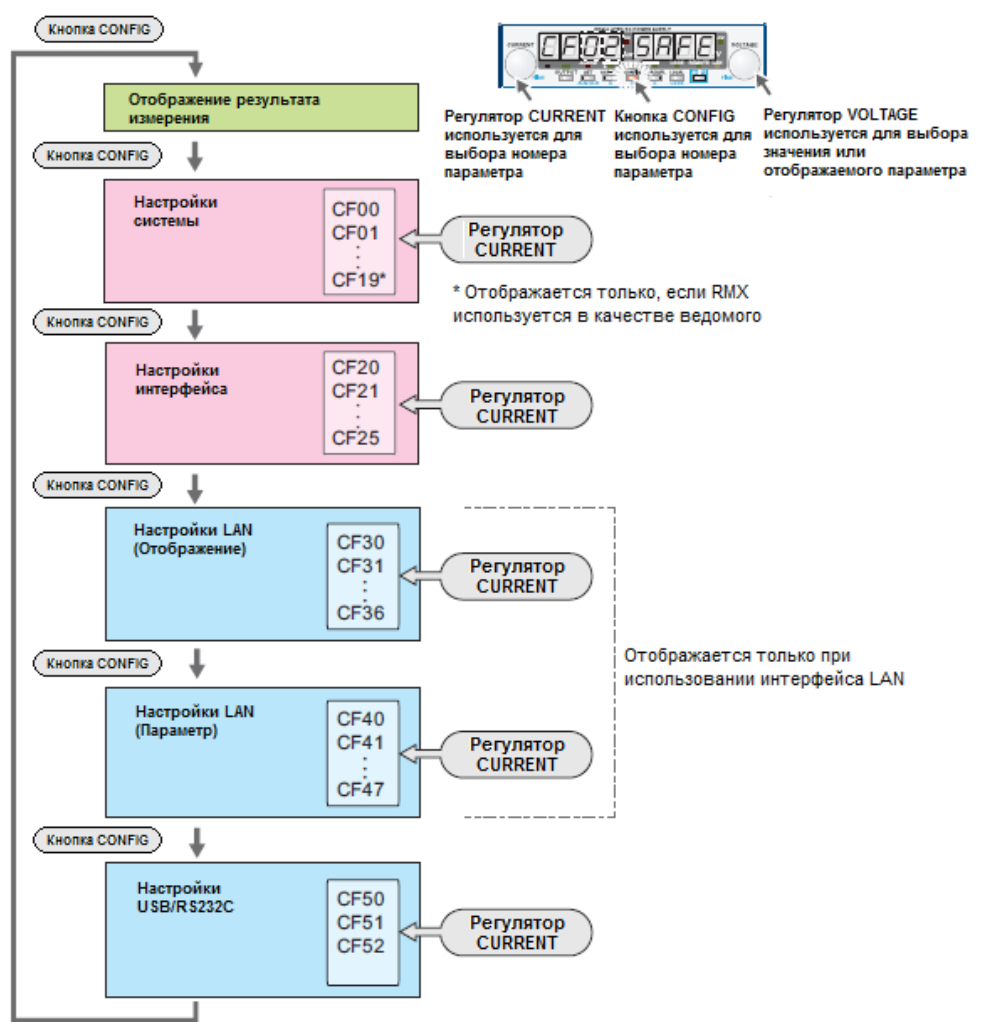 Кнопка CONFIG
CF02 SAFE
CURRENT
VOLTAGE
Отображение результата
измерения
Регулятор CURRENT
используется для
выбора номера
параметра
Кнопка CONFIG
используется для
выбора номера
параметра
Регулятор VOLTAGE
используется для выбора
значения или
отображаемого параметра
Кнопка CONFIG
Настройки
системы
CF00
CF01
CF19*
Регулятор
CURRENT
* Отображается только, если RMX
используется в качестве ведомого
Кнопка CONFIG
Настройки
интерфейса
CF20
CF21
CF25
Регулятор
CURRENT
Кнопка CONFIG
Настройки LAN
(Отображение)
CF30
CF31
CF36
Регулятор
CURRENT
Отображается только при
использовании интерфейса LAN
Кнопка CONFIG
Настройки LAN
(Параметр)
CF40
CF41
CF47
Регулятор
CURRENT
Кнопка CONFIG
Настройки
USB/RS232C
CF50
CF51
CF52
Регулятор
CURRENT